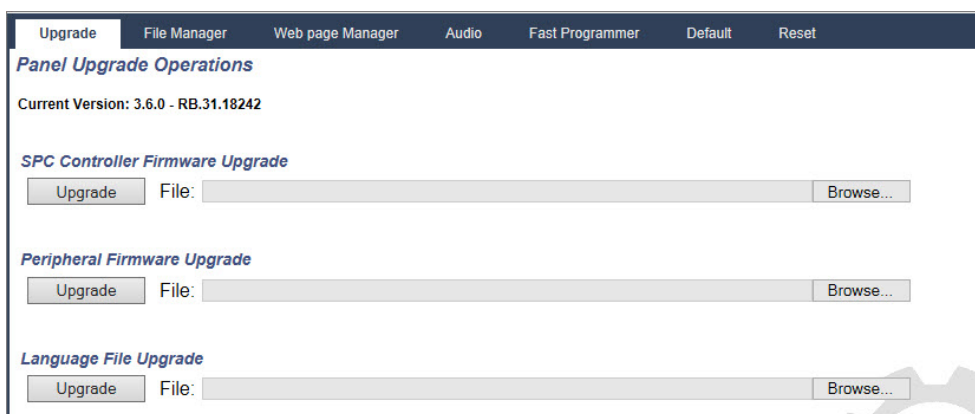 Upgrade File Manager Web page Manager Audio Fast Programmer Default Reset
Panel Upgrade Operations
Current Version: 3.6.0 - RB.31.18242
SPC Controller Firmware Upgrade
Upgrade File: Browse...
Peripheral Firmware Upgrade
Upgrade File: Browse...
Language File Upgrade
Upgrade File: Browse...